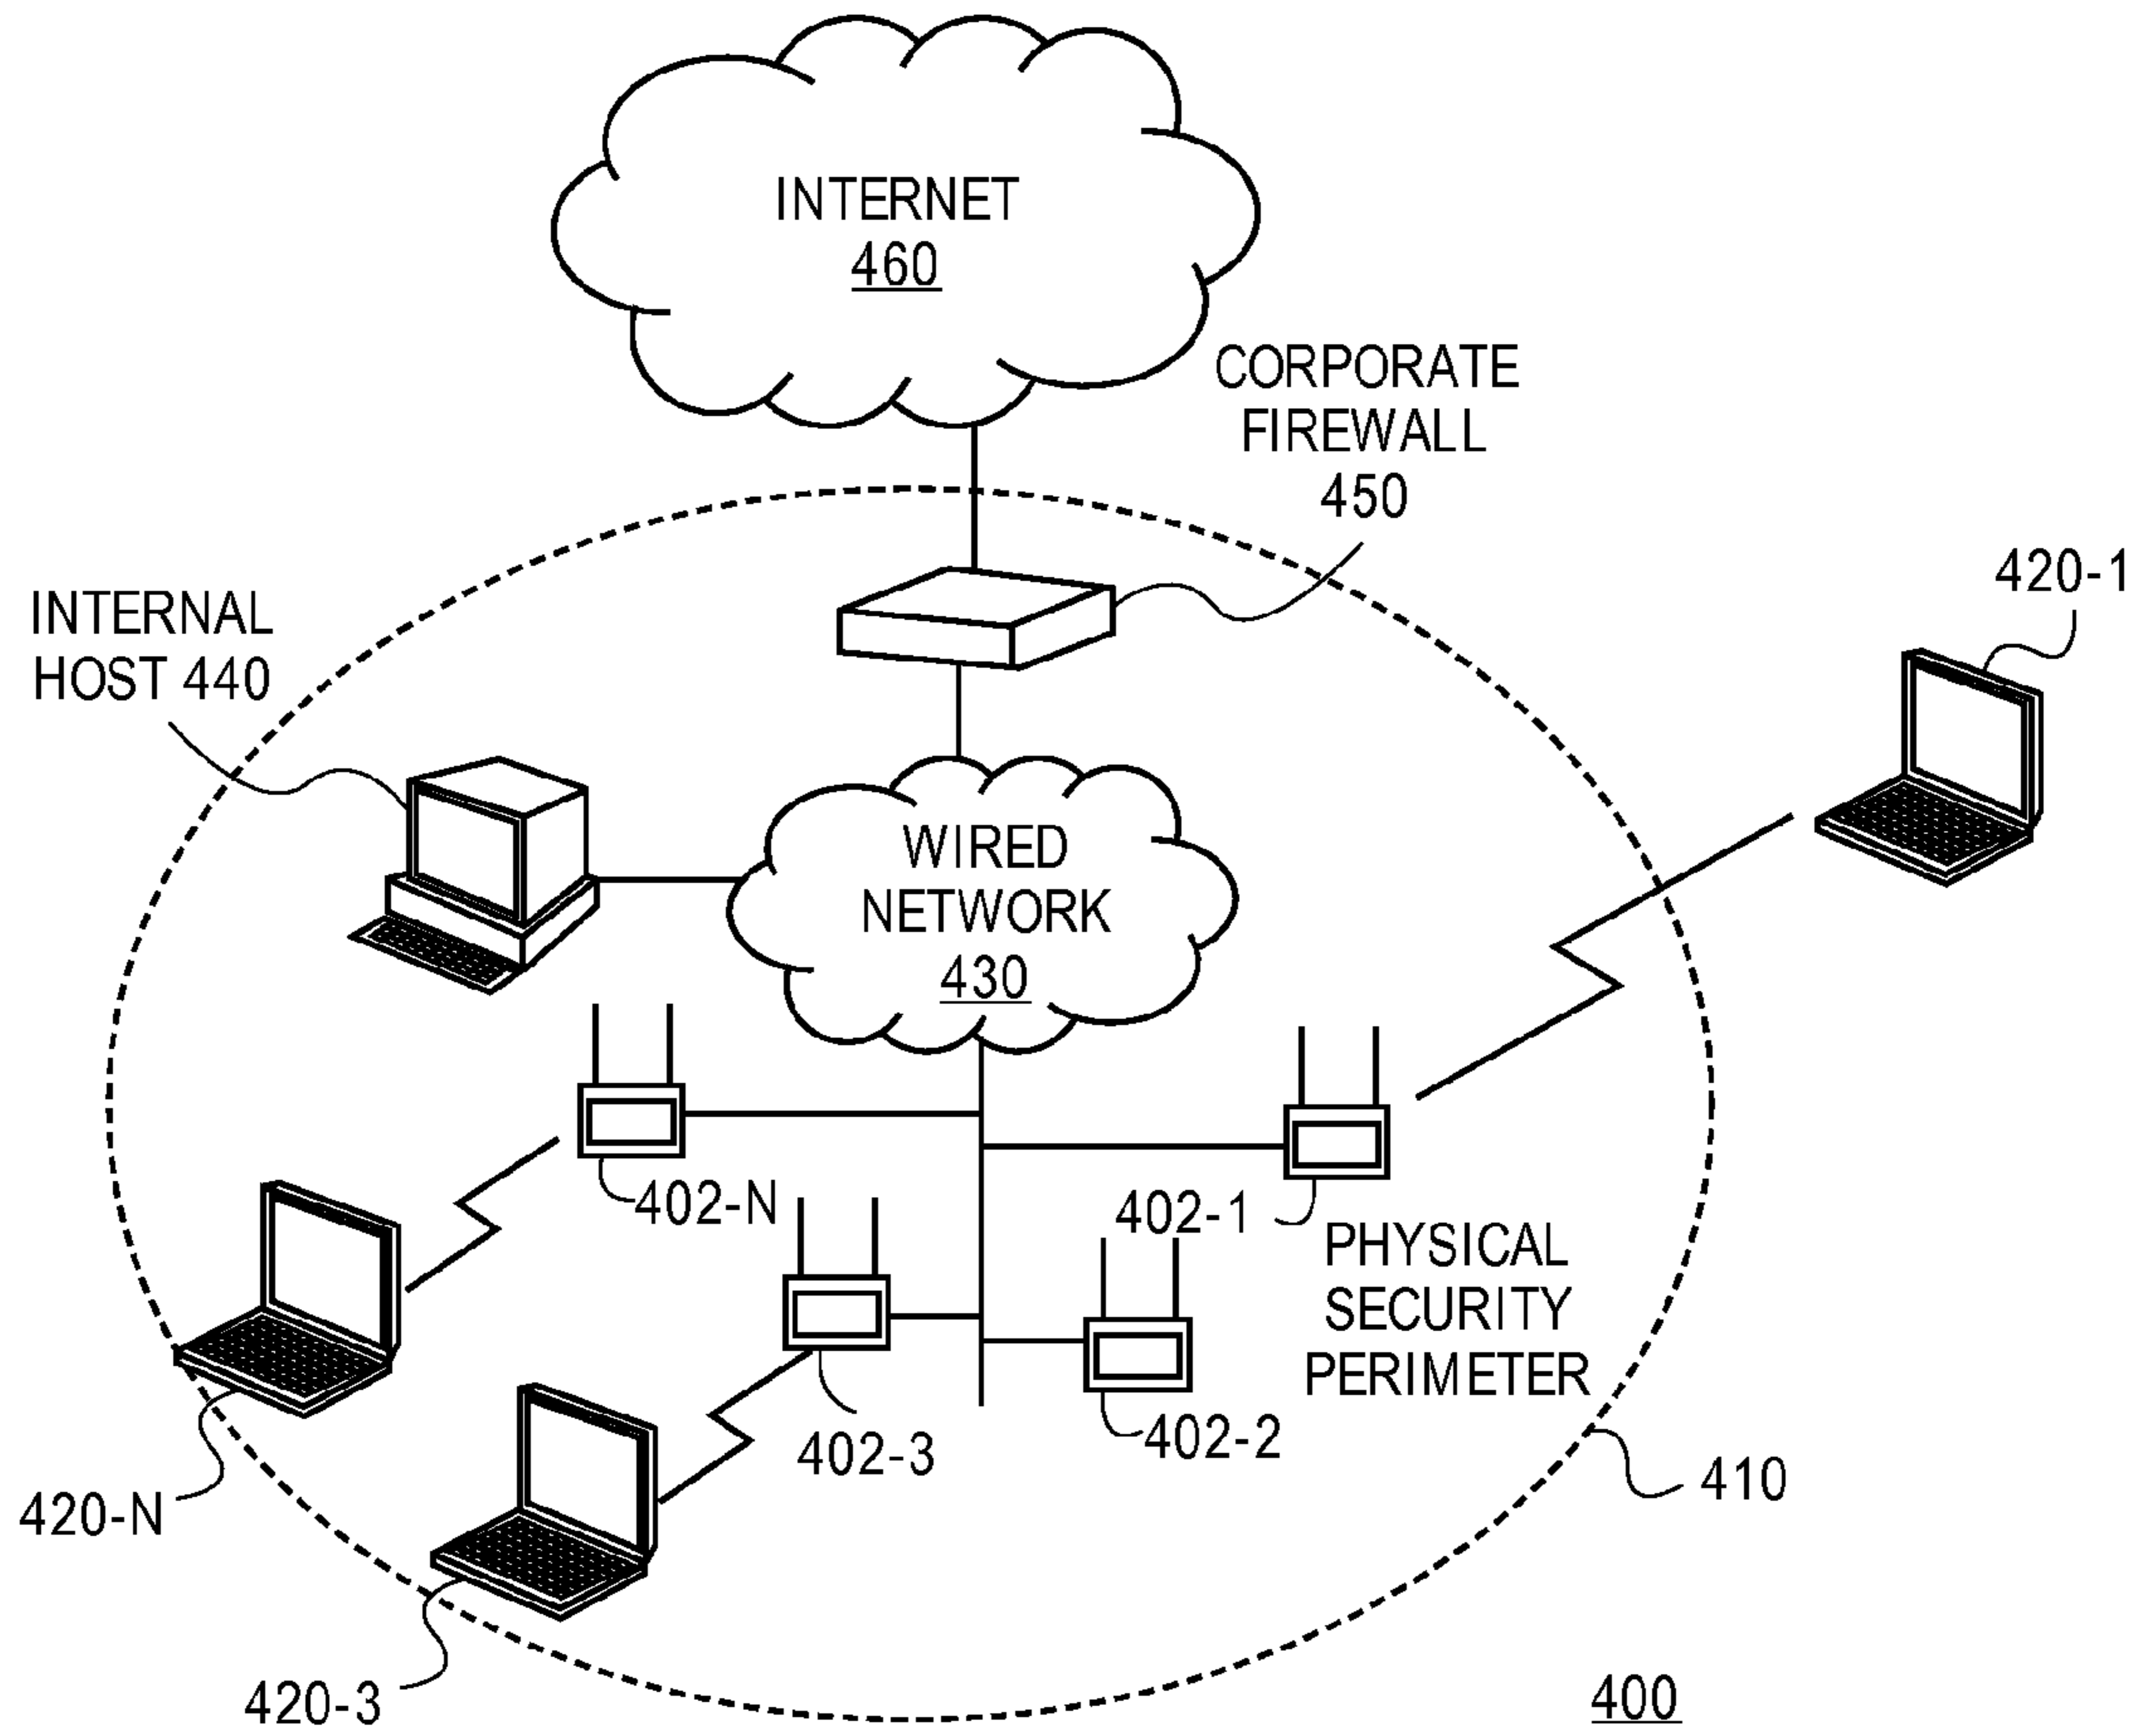 INTERNET
460
CORPORATE
FIREWALL
450
420-1
INTERNAL
HOST 440
WIRED
NETWORK
430
402-N
402-1
PHYSICAL
SECURITY
PERIMETER
402-3
402-2
410
420-N
420-3
400